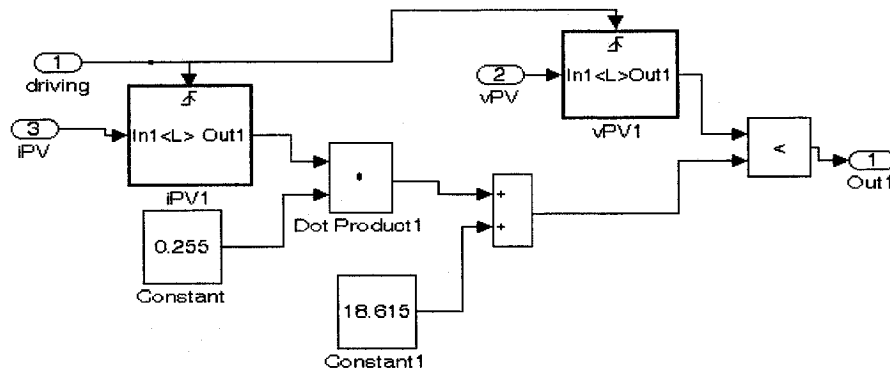 1
driving
3
iPV
In1<L> Out1
iPV1
2
vPV
In1<L>Out1
vPV1
<
1
Out1
Dot Product1
+
+
0.255
Constant
18.615
Constant1